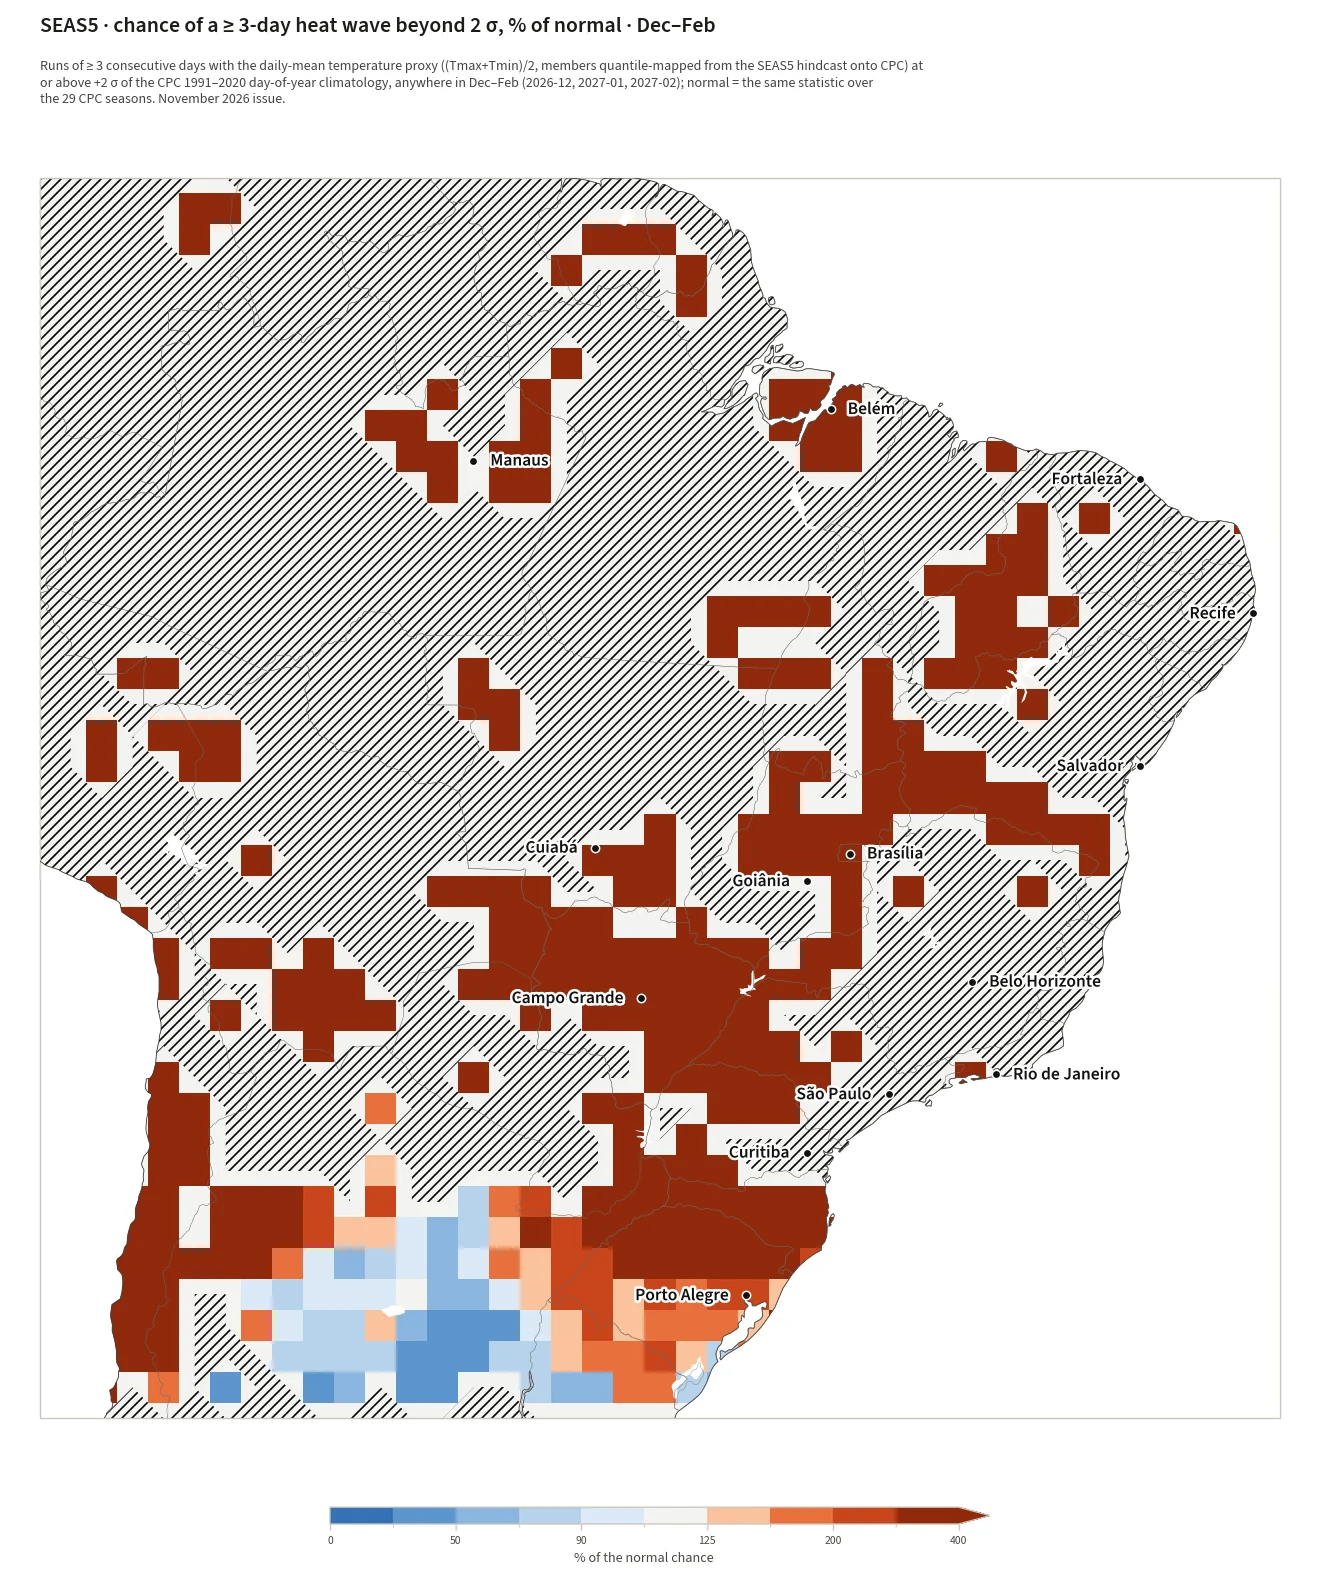 SEAS5 · chance of a ≥ 3-day heat wave beyond 2 σ, % of normal · Dec–Feb
Runs of ≥ 3 consecutive days with the daily-mean temperature proxy ((Tmax+Tmin)/2, members quantile-mapped from the SEAS5 hindcast onto CPC) at
or above +2 σ of the CPC 1991–2020 day-of-year climatology, anywhere in Dec–Feb (2026-12, 2027-01, 2027-02); normal = the same statistic over
the 29 CPC seasons. November 2026 issue.
Belém
Manaus
Fortaleza
Recife
Salvador
Cuiabá
Brasília
Goiânia
Belo Horizonte
Campo Grande
Rio de Janeiro
São Paulo
Curitiba
Porto Alegre
0 50 90 125 200 400
% of the normal chance